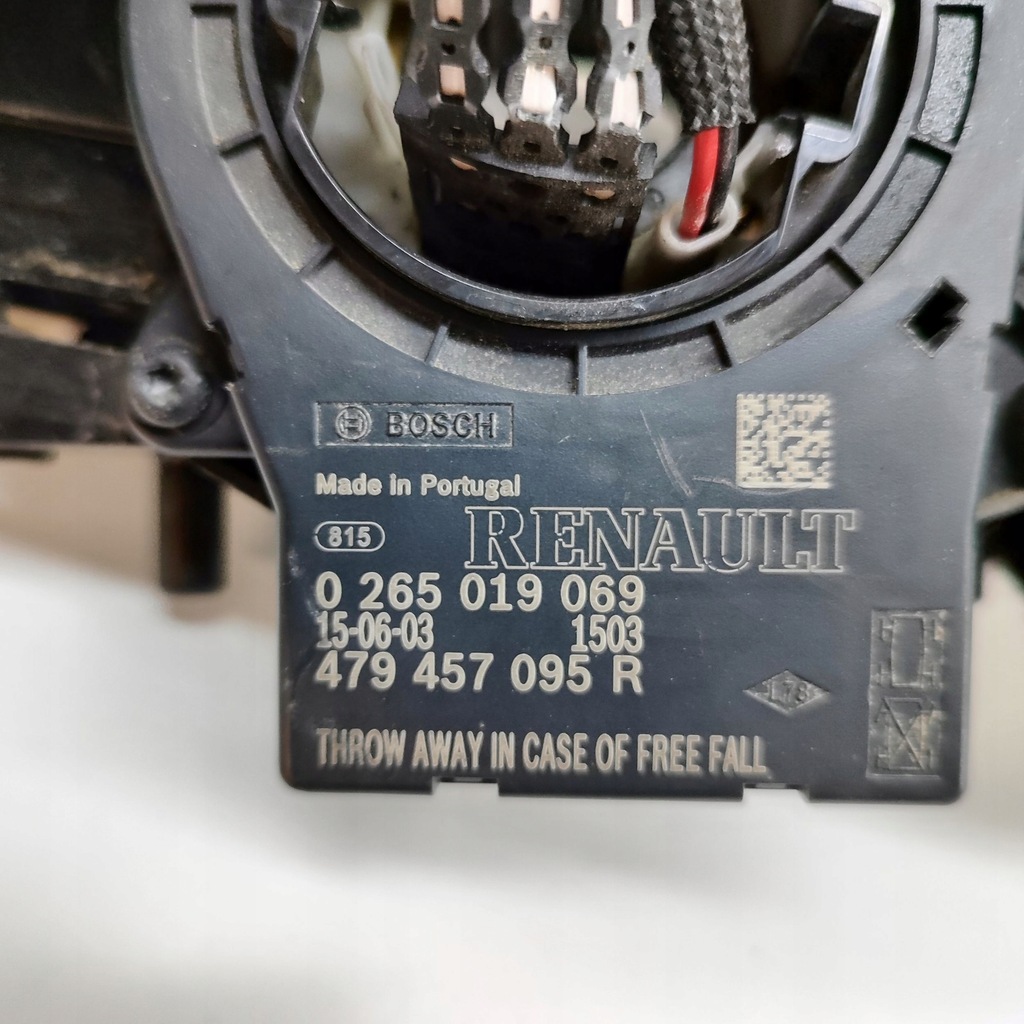 BOSCH
Made in Portugal
815
RENAULT
0 265 019 069
15-06-03 1503
479 457 095 R
178
THROW AWAY IN CASE OF FREE FALL